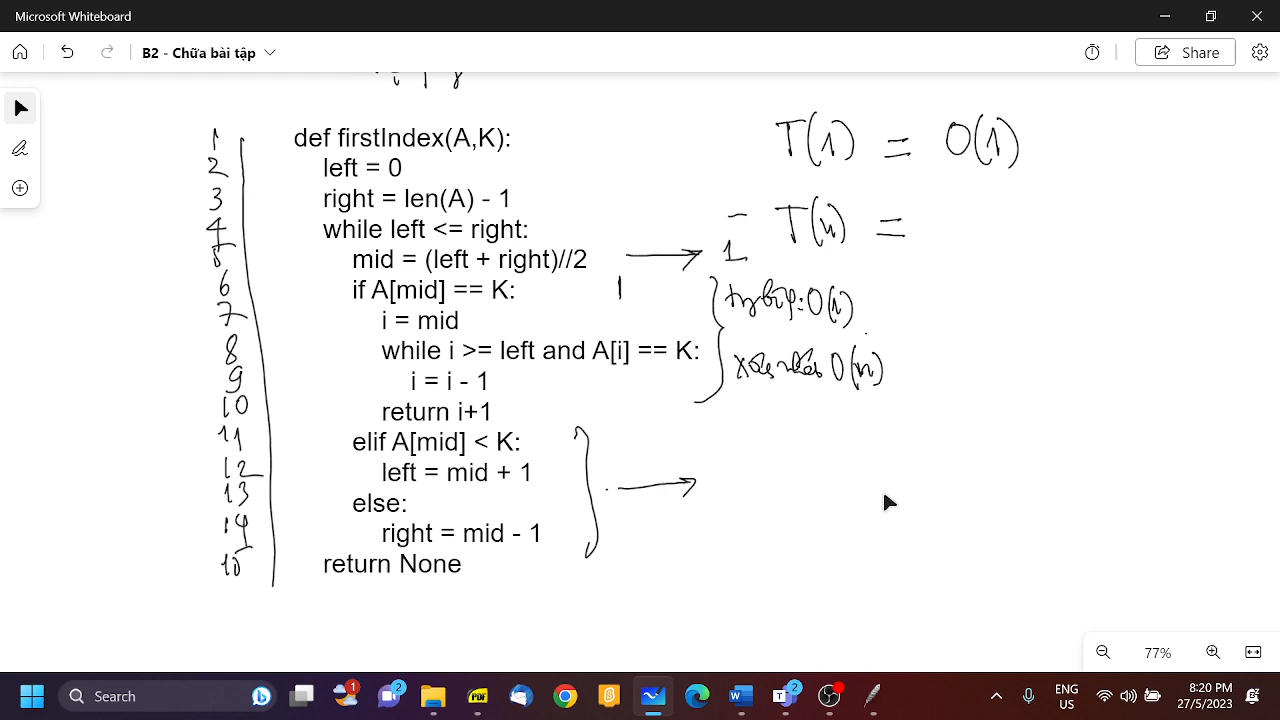 Microsoft Whiteboard
B2 - Chữa bài tập
Share
1 def firstIndex(A,K):
2 left = 0
3 right = len(A) - 1
4 while left <= right:
5 mid = (left + right)//2
6 if A[mid] == K:
7 i = mid
8 while i >= left and A[i] == K:
9 i = i - 1
10 return i+1
11 elif A[mid] < K:
12 left = mid + 1
13 else:
14 right = mid - 1
15 return None
T(1) = O(1)
- T(n) =
1
O(1)
O(n)
77%
Search
1
2
2
ENG
US
8:20 PM
27/5/2023